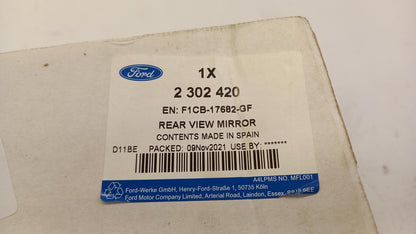 Ford
1X
2 302 420
EN: F1CB-17682-GF
REAR VIEW MIRROR
CONTENTS MADE IN SPAIN
D11BE PACKED: 09Nov2021 USE BY: *******
A4LPMS NO. MFL001
Ford-Werke GmbH, Henry-Ford-Straße 1, 50735 Köln
Ford Motor Company Limited, Arterial Road, Laindon, Essex,